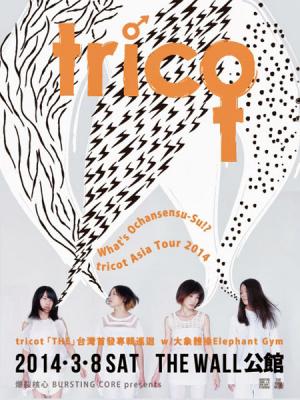 tricot
What's Ochansensu-Su!?
tricot Asia Tour 2014
tricot「THE」台灣首發專輯巡迴 w/大象體操Elephant Gym
2014・3・8 SAT THE WALL公館
爆裂核心 BURSTING CORE presents